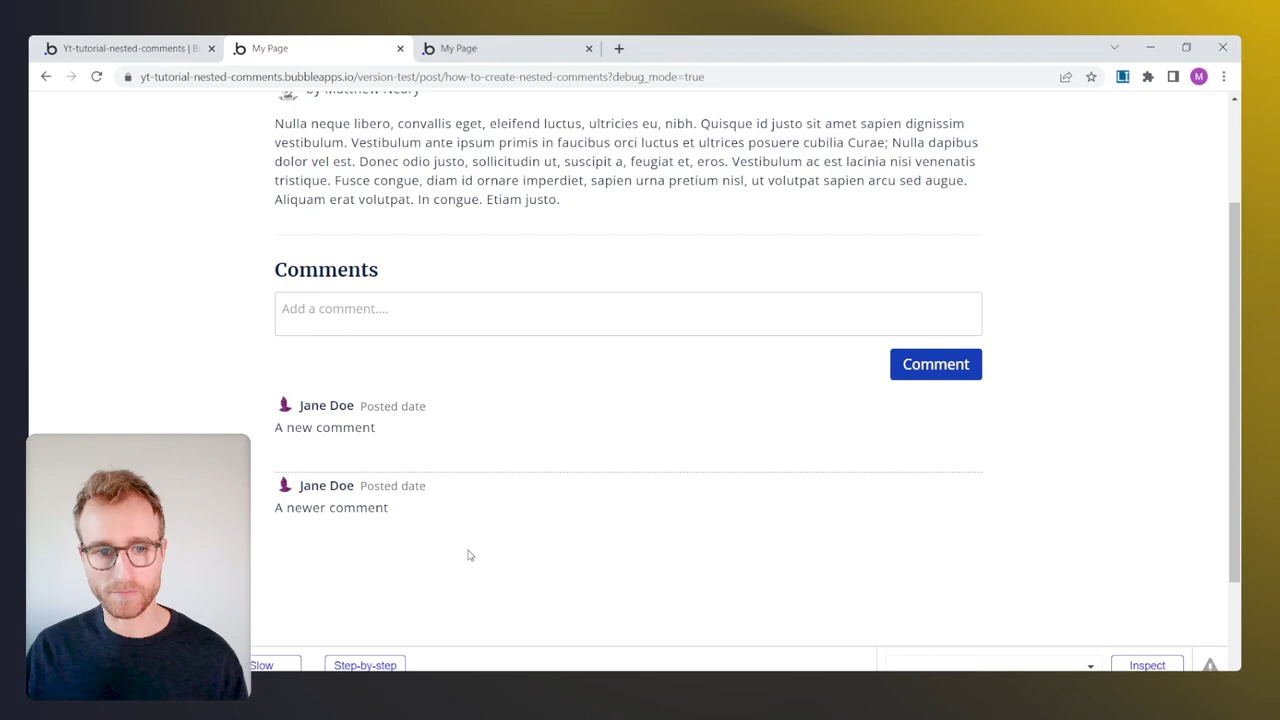 Yt-tutorial-nested-comments | B
My Page
My Page
yt-tutorial-nested-comments.bubbleapps.io/version-test/post/how-to-create-nested-comments?debug_mode=true
M
by Matthew Neary
Nulla neque libero, convallis eget, eleifend luctus, ultricies eu, nibh. Quisque id justo sit amet sapien dignissim
vestibulum. Vestibulum ante ipsum primis in faucibus orci luctus et ultrices posuere cubilia Curae; Nulla dapibus
dolor vel est. Donec odio justo, sollicitudin ut, suscipit a, feugiat et, eros. Vestibulum ac est lacinia nisi venenatis
tristique. Fusce congue, diam id ornare imperdiet, sapien urna pretium nisl, ut volutpat sapien arcu sed augue.
Aliquam erat volutpat. In congue. Etiam justo.
Comments
Add a comment....
Comment
Jane Doe Posted date
A new comment
Jane Doe Posted date
A newer comment
Slow
Step-by-step
Inspect